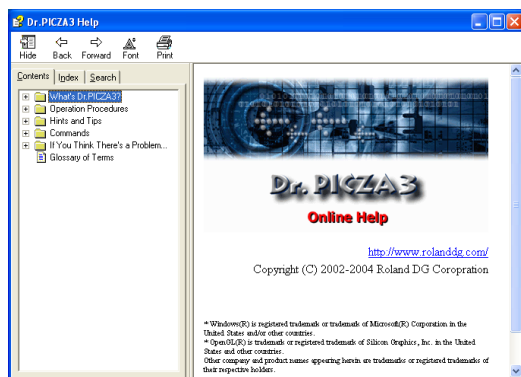 Dr.PICZA3 Help
Hide Back Forward Font Print
Contents Index Search
What's Dr.PICZA3?
Operation Procedures
Hints and Tips
Commands
If You Think There's a Problem...
Glossary of Terms
Dr. PICZA3
Online Help
http://www.rolanddg.com/
Copyright (C) 2002-2004 Roland DG Coropration
* Windows(R) is registered trademark or trademark of Microsoft(R) Corporation in the
United States and/or other countries.
* OpenGL(R) is trademark or registered trademark of Silicon Graphics, Inc. in the United
States and other countries.
Other company and product names appearing herein are trademarks or registered trademarks of
their respective holders.